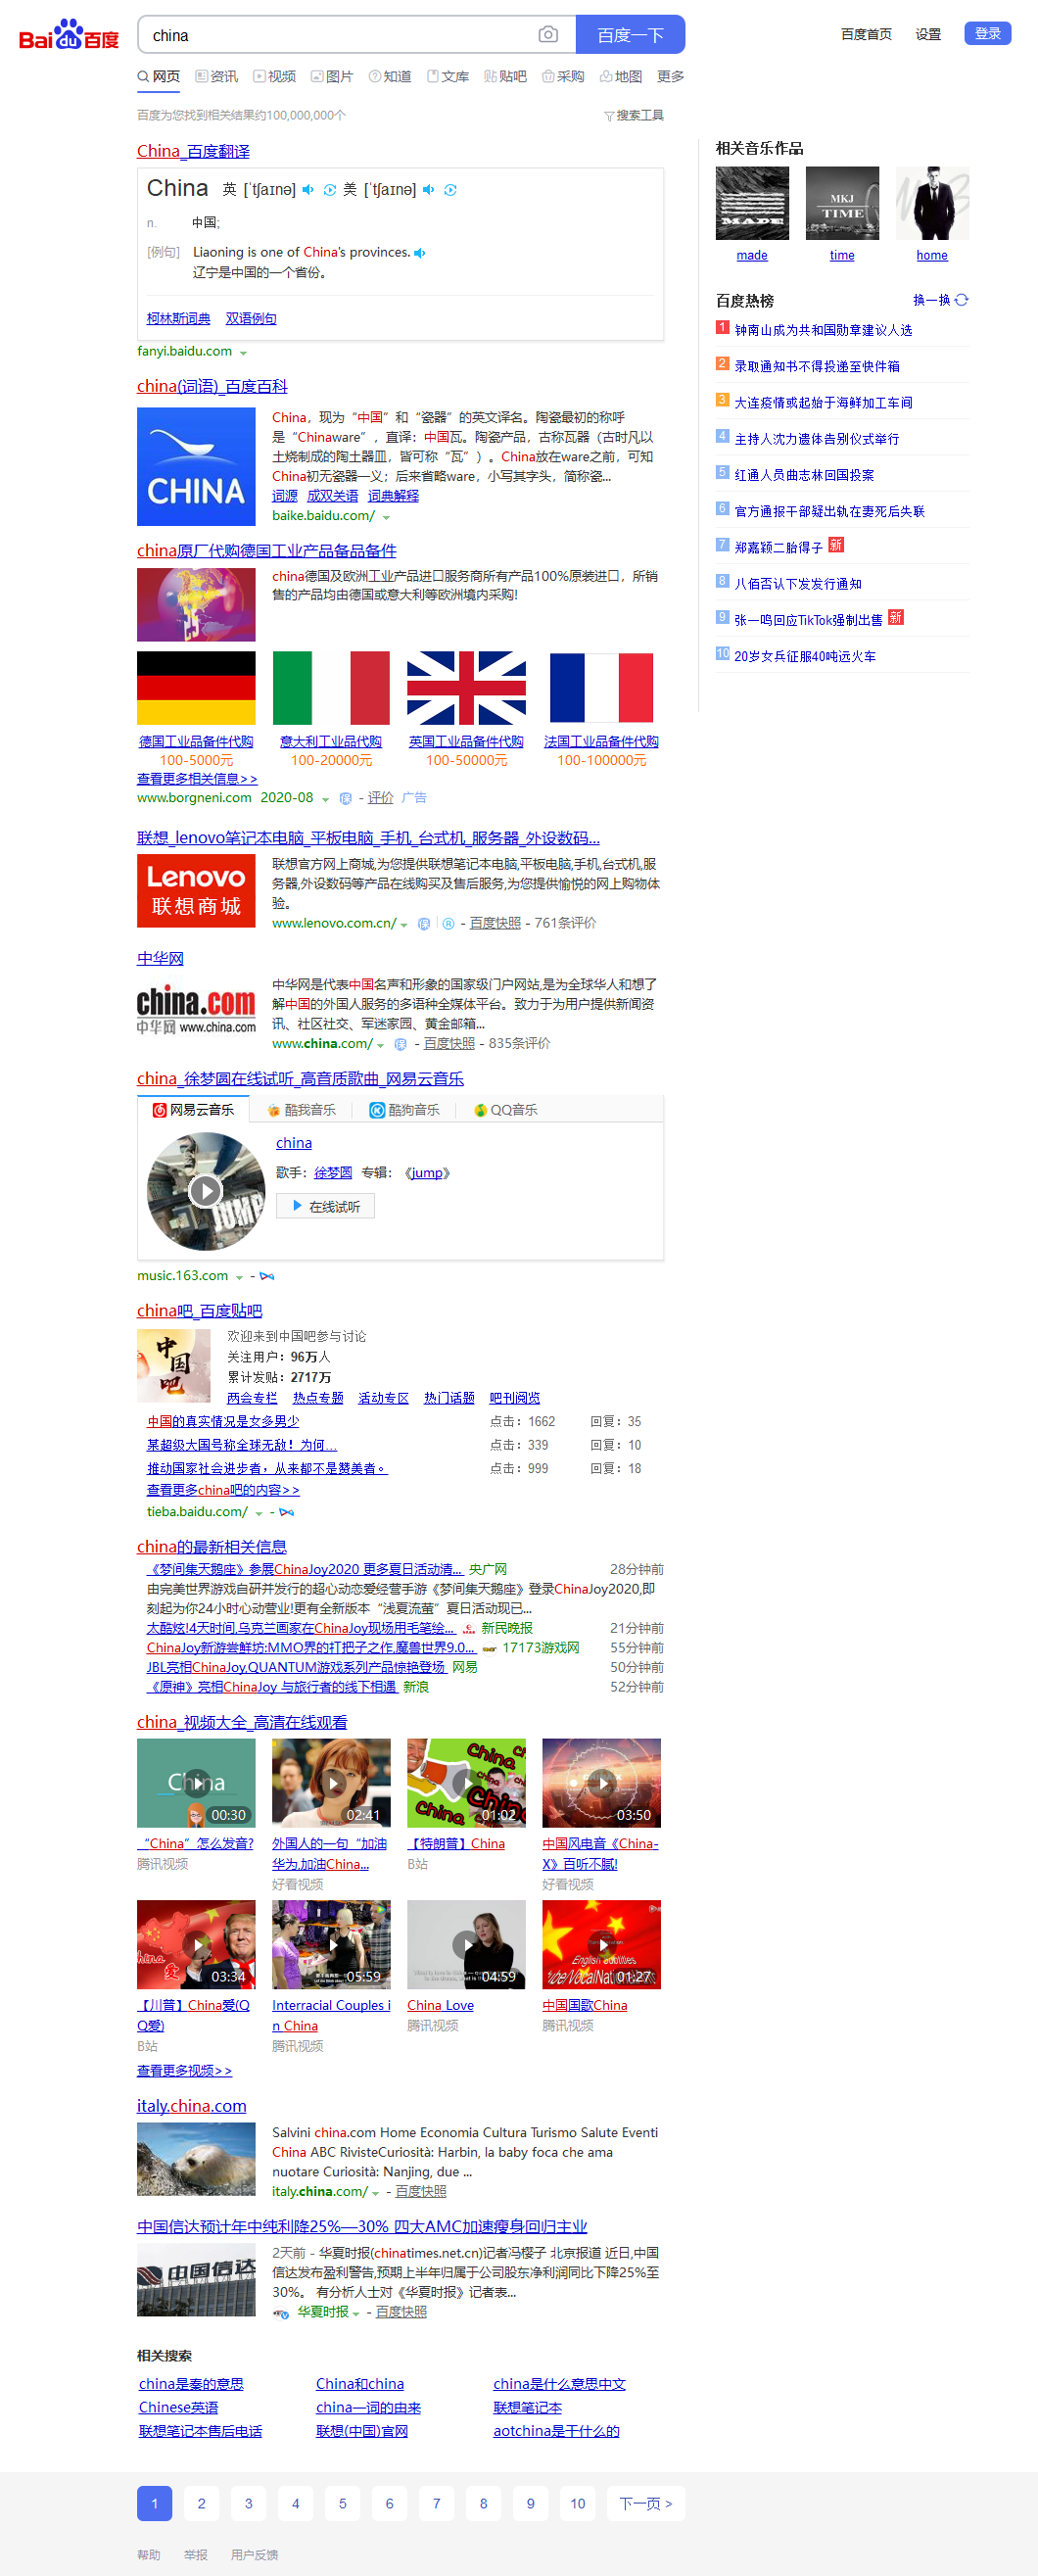 Bai du 百度
china
百度一下
百度首页 设置 登录
网页 资讯 视频 图片 知道 文库 贴吧 采购 地图 更多
百度为您找到相关结果约100,000,000个
搜索工具
China_百度翻译
China 英 [ˈtʃaɪnə] 美 [ˈtʃaɪnə]
n. 中国;
[例句] Liaoning is one of China's provinces.
辽宁是中国的一个省份。
柯林斯词典 双语例句
fanyi.baidu.com
china(词语)_百度百科
CHINA
China，现为“中国”和“瓷器”的英文译名。陶瓷最初的称呼
是“Chinaware”，直译：中国瓦。陶瓷产品，古称瓦器（古时凡以
土烧制成的陶土器皿，皆可称“瓦”）。China放在ware之前，可知
China初无瓷器一义；后来省略ware，小写其字头，简称瓷...
词源 成双关语 词典解释
baike.baidu.com/
china原厂代购德国工业产品备品备件
china德国及欧洲工业产品进口服务商所有产品100%原装进口，所销
售的产品均由德国或意大利等欧洲境内采购!
德国工业品备件代购 意大利工业品代购 英国工业品备件代购 法国工业品备件代购
100-5000元 100-20000元 100-50000元 100-100000元
查看更多相关信息>>
www.borgneni.com 2020-08 保 - 评价 广告
联想_lenovo笔记本电脑_平板电脑_手机_台式机_服务器_外设数码...
Lenovo
联想商城
联想官方网上商城,为您提供联想笔记本电脑,平板电脑,手机,台式机,服
务器,外设数码等产品在线购买及售后服务,为您提供愉悦的网上购物体
验。
www.lenovo.com.cn/ 保 ® - 百度快照 - 761条评价
中华网
china.com
中华网 www.china.com
中华网是代表中国名声和形象的国家级门户网站,是为全球华人和想了
解中国的外国人服务的多语种全媒体平台。致力于为用户提供新闻资
讯、社区社交、军迷家园、黄金邮箱...
www.china.com/ 保 - 百度快照 - 835条评价
china_徐梦圆在线试听_高音质歌曲_网易云音乐
网易云音乐 酷我音乐 酷狗音乐 QQ音乐
china
歌手：徐梦圆 专辑：《jump》
在线试听
music.163.com -
china吧_百度贴吧
中国吧
欢迎来到中国吧参与讨论
关注用户：96万人
累计发贴：2717万
两会专栏 热点专题 活动专区 热门话题 吧刊阅览
中国的真实情况是女多男少 点击：1662 回复：35
某超级大国号称全球无敌！为何... 点击：339 回复：10
推动国家社会进步者，从来都不是赞美者。 点击：999 回复：18
查看更多china吧的内容>>
tieba.baidu.com/ -
china的最新相关信息
《梦间集天鹅座》参展ChinaJoy2020 更多夏日活动清... 央广网 28分钟前
由完美世界游戏自研并发行的超心动恋爱经营手游《梦间集天鹅座》登录ChinaJoy2020,即
刻起为你24小时心动营业!更有全新版本“浅夏流萤”夏日活动现已...
太酷炫!4天时间,乌克兰画家在ChinaJoy现场用毛笔绘... 新民晚报 21分钟前
ChinaJoy新游尝鲜坊:MMO界的扛把子之作,魔兽世界9.0... 17173游戏网 55分钟前
JBL亮相ChinaJoy,QUANTUM游戏系列产品惊艳登场 网易 50分钟前
《原神》亮相ChinaJoy 与旅行者的线下相遇 新浪 52分钟前
china_视频大全_高清在线观看
China 00:30 02:41 China 01:02 03:50
“China”怎么发音? 外国人的一句“加油华为,加油China... 【特朗普】China 中国风电音《China-X》百听不腻!
腾讯视频 好看视频 B站 好看视频
China 03:34 05:59 04:59 English subtitles 01:27
【川普】China爱(QQ爱) Interracial Couples in China China Love 中国国歌China
B站 腾讯视频 腾讯视频 腾讯视频
查看更多视频>>
italy.china.com
Salvini china.com Home Economia Cultura Turismo Salute Eventi
China ABC RivisteCuriosità: Harbin, la baby foca che ama
nuotare Curiosità: Nanjing, due ...
italy.china.com/ - 百度快照
中国信达预计年中纯利降25%—30% 四大AMC加速瘦身回归主业
中国信达
2天前 - 华夏时报(chinatimes.net.cn)记者冯樱子 北京报道 近日,中国
信达发布盈利警告,预期上半年归属于公司股东净利润同比下降25%至
30%。 有分析人士对《华夏时报》记者表...
华夏时报 - 百度快照
相关搜索
china是秦的意思 China和china china是什么意思中文
Chinese英语 china一词的由来 联想笔记本
联想笔记本售后电话 联想(中国)官网 aotchina是干什么的
1 2 3 4 5 6 7 8 9 10 下一页 >
帮助 举报 用户反馈
相关音乐作品
MADE
MKJ
TIME
made time home
百度热榜 换一换
1 钟南山成为共和国勋章建议人选
2 录取通知书不得投递至快件箱
3 大连疫情或起始于海鲜加工车间
4 主持人沈力遗体告别仪式举行
5 红通人员曲志林回国投案
6 官方通报干部疑出轨在妻死后失联
7 郑嘉颖二胎得子 新
8 八佰否认下发发行通知
9 张一鸣回应TikTok强制出售 新
10 20岁女兵征服40吨远火车